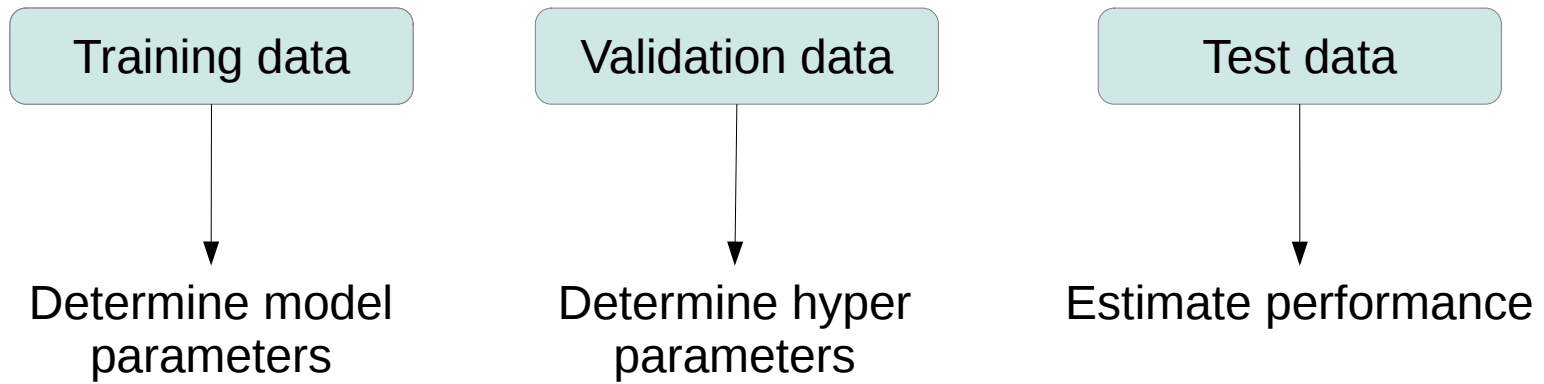 Training data
Validation data
Test data
Determine model
parameters
Determine hyper
parameters
Estimate performance